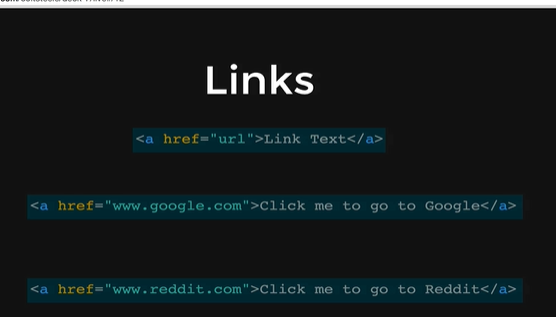 Links
<a href="url">Link Text</a>
<a href="www.google.com">Click me to go to Google</a>
<a href="www.reddit.com">Click me to go to Reddit</a>